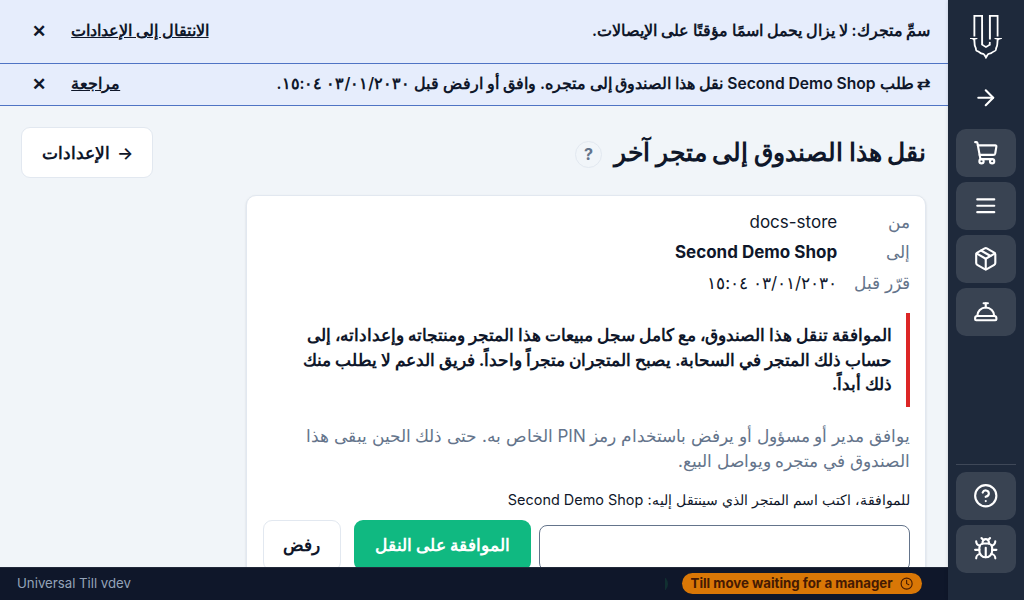 سمِّ متجرك: لا يزال يحمل اسمًا مؤقتًا على الإيصالات. الانتقال إلى الإعدادات ✕
⇄ طلب Second Demo Shop نقل هذا الصندوق إلى متجره. وافق أو ارفض قبل ٠٣/٠١/٢٠٣٠ ١٥:٠٤. مراجعة ✕
نقل هذا الصندوق إلى متجر آخر ? → الإعدادات
من docs-store
إلى Second Demo Shop
قرّر قبل ٠٣/٠١/٢٠٣٠ ١٥:٠٤
الموافقة تنقل هذا الصندوق، مع كامل سجل مبيعات هذا المتجر ومنتجاته وإعداداته، إلى
حساب ذلك المتجر في السحابة. يصبح المتجران متجراً واحداً. فريق الدعم لا يطلب منك
ذلك أبداً.
يوافق مدير أو مسؤول أو يرفض باستخدام رمز PIN الخاص به. حتى ذلك الحين يبقى هذا
الصندوق في متجره ويواصل البيع.
للموافقة، اكتب اسم المتجر الذي سينتقل إليه: Second Demo Shop
الموافقة على النقل رفض
Till move waiting for a manager Universal Till vdev